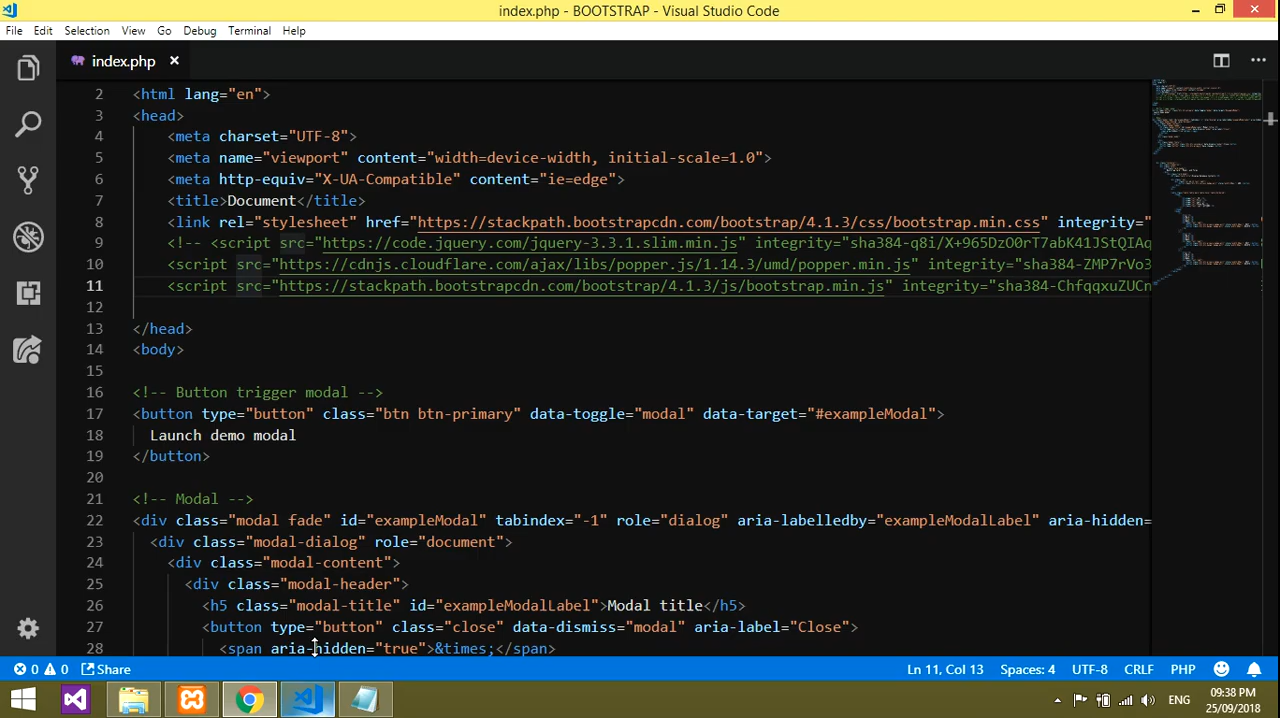 index.php - BOOTSTRAP - Visual Studio Code
File Edit Selection View Go Debug Terminal Help
index.php
2 <html lang="en">
3 <head>
4 <meta charset="UTF-8">
5 <meta name="viewport" content="width=device-width, initial-scale=1.0">
6 <meta http-equiv="X-UA-Compatible" content="ie=edge">
7 <title>Document</title>
8 <link rel="stylesheet" href="https://stackpath.bootstrapcdn.com/bootstrap/4.1.3/css/bootstrap.min.css" integrity="
9 <!-- <script src="https://code.jquery.com/jquery-3.3.1.slim.min.js" integrity="sha384-q8i/X+965DzO0rT7abK41JStQIAq
10 <script src="https://cdnjs.cloudflare.com/ajax/libs/popper.js/1.14.3/umd/popper.min.js" integrity="sha384-ZMP7rVo3
11 <script src="https://stackpath.bootstrapcdn.com/bootstrap/4.1.3/js/bootstrap.min.js" integrity="sha384-ChfqqxuZUCn
12
13 </head>
14 <body>
15
16 <!-- Button trigger modal -->
17 <button type="button" class="btn btn-primary" data-toggle="modal" data-target="#exampleModal">
18 Launch demo modal
19 </button>
20
21 <!-- Modal -->
22 <div class="modal fade" id="exampleModal" tabindex="-1" role="dialog" aria-labelledby="exampleModalLabel" aria-hidden=
23 <div class="modal-dialog" role="document">
24 <div class="modal-content">
25 <div class="modal-header">
26 <h5 class="modal-title" id="exampleModalLabel">Modal title</h5>
27 <button type="button" class="close" data-dismiss="modal" aria-label="Close">
28 <span aria-hidden="true">&times;</span>
0 0 Share Ln 11, Col 13 Spaces: 4 UTF-8 CRLF PHP
ENG 09:38 PM
25/09/2018